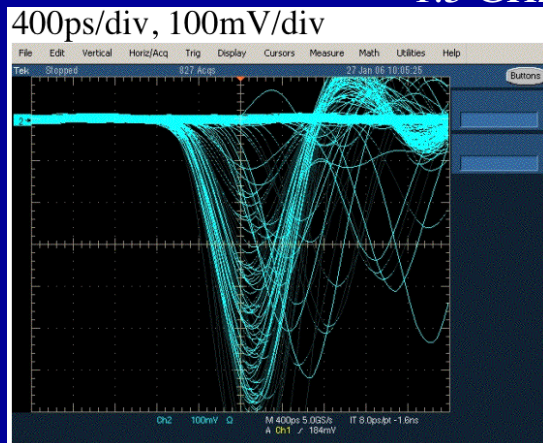 400ps/div, 100mV/div
File Edit Vertical Horiz/Acq Trig Display Cursors Measure Math Utilities Help
Tek Stopped 827 Acqs 27 Jan 06 10:05:25
Buttons
2
Ch2 100mV Ω M 400ps 5.0GS/s IT 8.0ps/pt -1.6ns
A Ch1 / 184mV